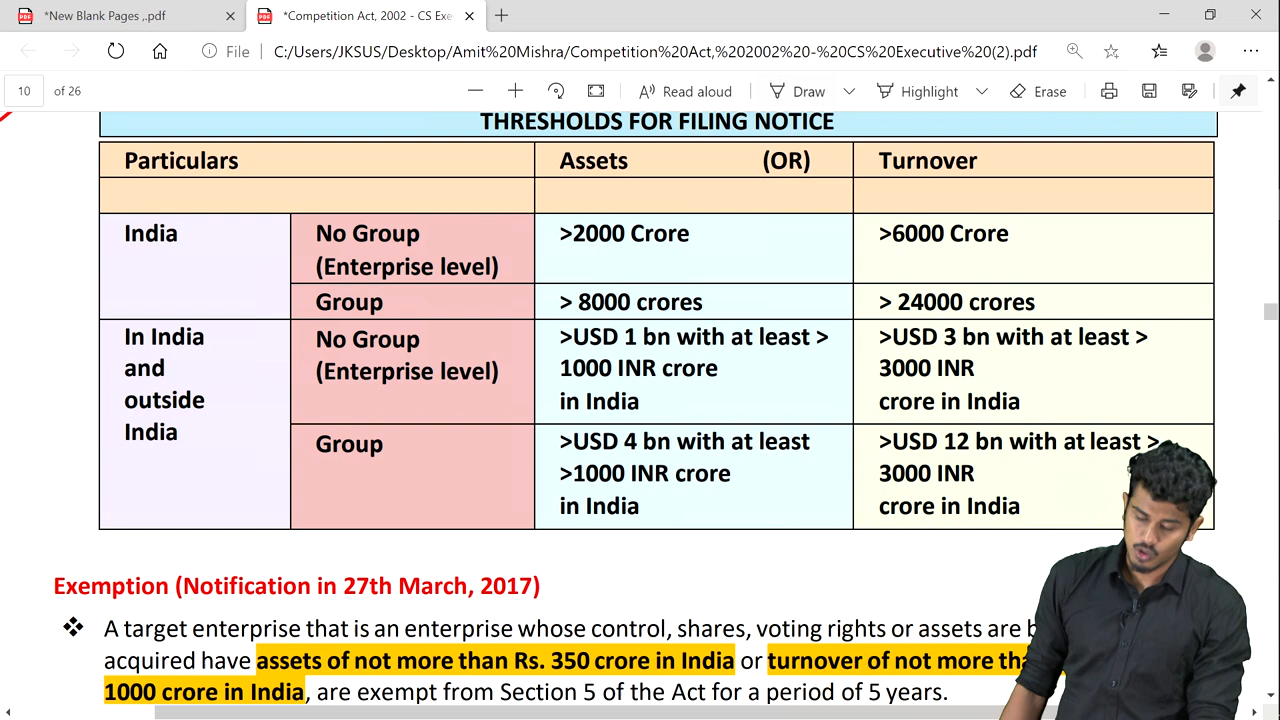 *New Blank Pages ,.pdf
*Competition Act, 2002 - CS Exe
File
C:/Users/JKSUS/Desktop/Amit%20Mishra/Competition%20Act,%202002%20-%20CS%20Executive%20(2).pdf
10 of 26
Read aloud
Draw
Highlight
Erase
THRESHOLDS FOR FILING NOTICE
Particulars Assets (OR) Turnover
India No Group >2000 Crore >6000 Crore
(Enterprise level)
Group > 8000 crores > 24000 crores
In India No Group >USD 1 bn with at least > >USD 3 bn with at least >
and (Enterprise level) 1000 INR crore 3000 INR
outside in India crore in India
India Group >USD 4 bn with at least >USD 12 bn with at least >
>1000 INR crore 3000 INR
in India crore in India
Exemption (Notification in 27th March, 2017)
❖ A target enterprise that is an enterprise whose control, shares, voting rights or assets are
acquired have assets of not more than Rs. 350 crore in India or turnover of not more
1000 crore in India, are exempt from Section 5 of the Act for a period of 5 years.